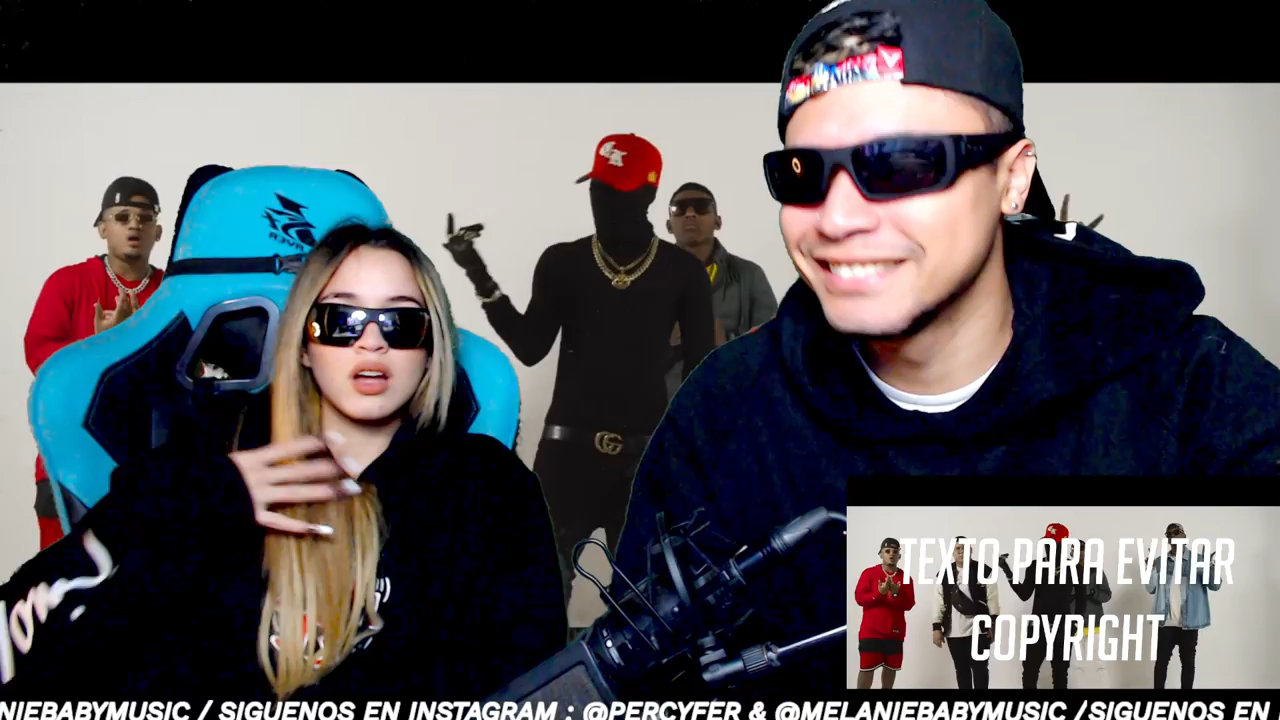 TEXTO PARA EVITAR
COPYRIGHT
NIEBABYMUSIC / SIGUENOS EN INSTAGRAM : @PERCYFER & @MELANIEBABYMUSIC /SIGUENOS EN